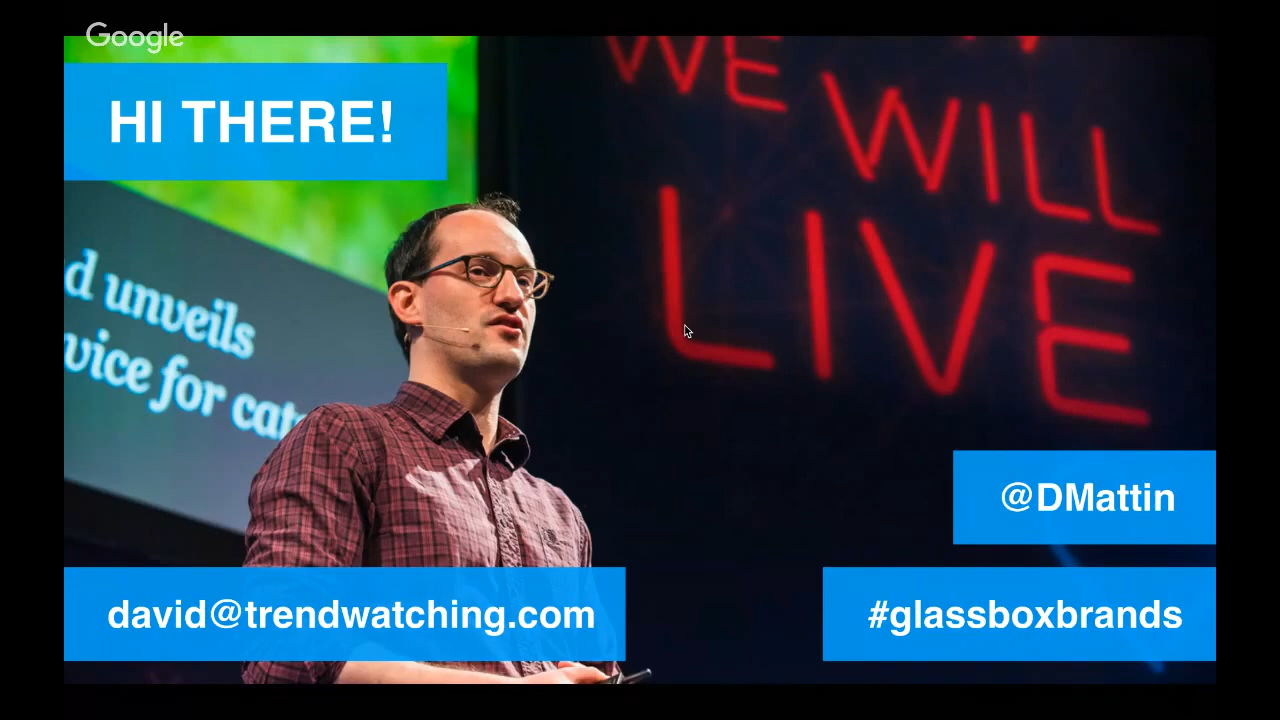 Google
HI THERE!
WE
WILL
LIVE
d unveils
vice for cat
@DMattin
david@trendwatching.com
#glassboxbrands